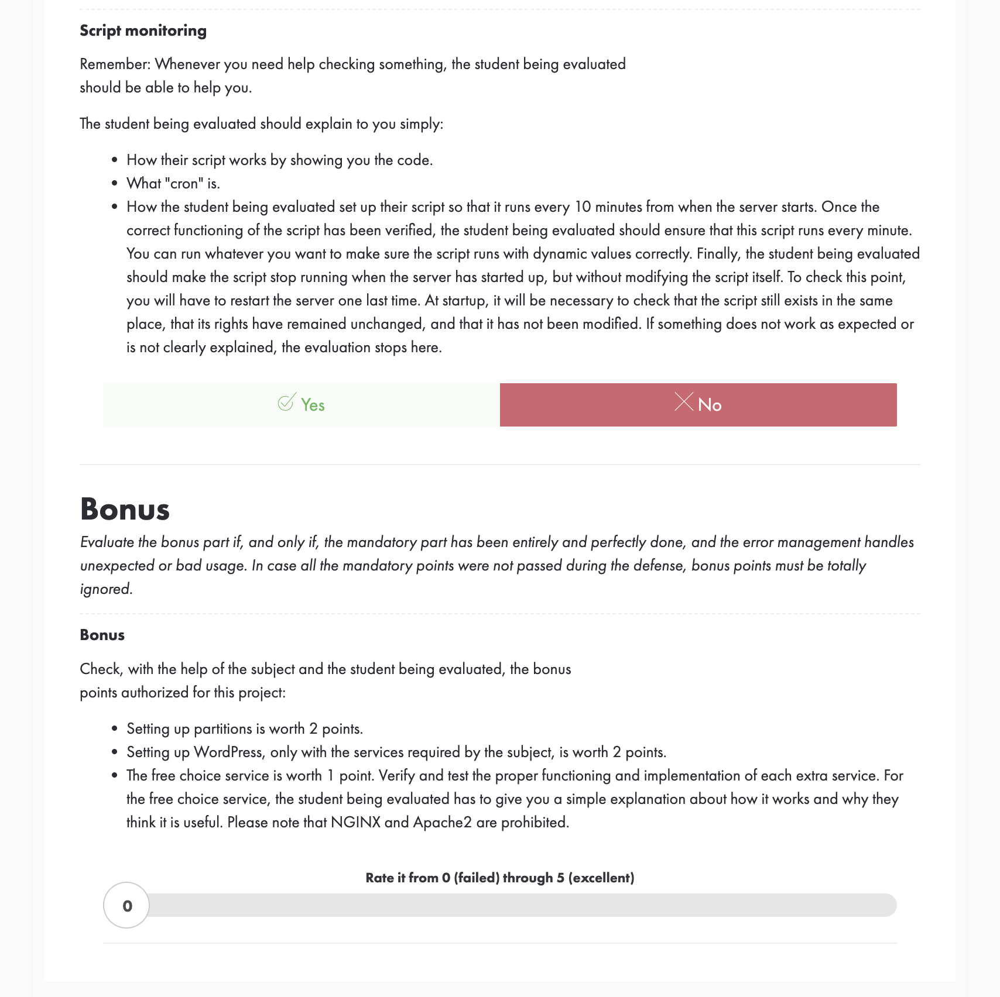 Script monitoring
Remember: Whenever you need help checking something, the student being evaluated
should be able to help you.
The student being evaluated should explain to you simply:
• How their script works by showing you the code.
• What "cron" is.
• How the student being evaluated set up their script so that it runs every 10 minutes from when the server starts. Once the
correct functioning of the script has been verified, the student being evaluated should ensure that this script runs every minute.
You can run whatever you want to make sure the script runs with dynamic values correctly. Finally, the student being evaluated
should make the script stop running when the server has started up, but without modifying the script itself. To check this point,
you will have to restart the server one last time. At startup, it will be necessary to check that the script still exists in the same
place, that its rights have remained unchanged, and that it has not been modified. If something does not work as expected or
is not clearly explained, the evaluation stops here.
Yes
No
Bonus
Evaluate the bonus part if, and only if, the mandatory part has been entirely and perfectly done, and the error management handles
unexpected or bad usage. In case all the mandatory points were not passed during the defense, bonus points must be totally
ignored.
Bonus
Check, with the help of the subject and the student being evaluated, the bonus
points authorized for this project:
• Setting up partitions is worth 2 points.
• Setting up WordPress, only with the services required by the subject, is worth 2 points.
• The free choice service is worth 1 point. Verify and test the proper functioning and implementation of each extra service. For
the free choice service, the student being evaluated has to give you a simple explanation about how it works and why they
think it is useful. Please note that NGINX and Apache2 are prohibited.
Rate it from 0 (failed) through 5 (excellent)
0